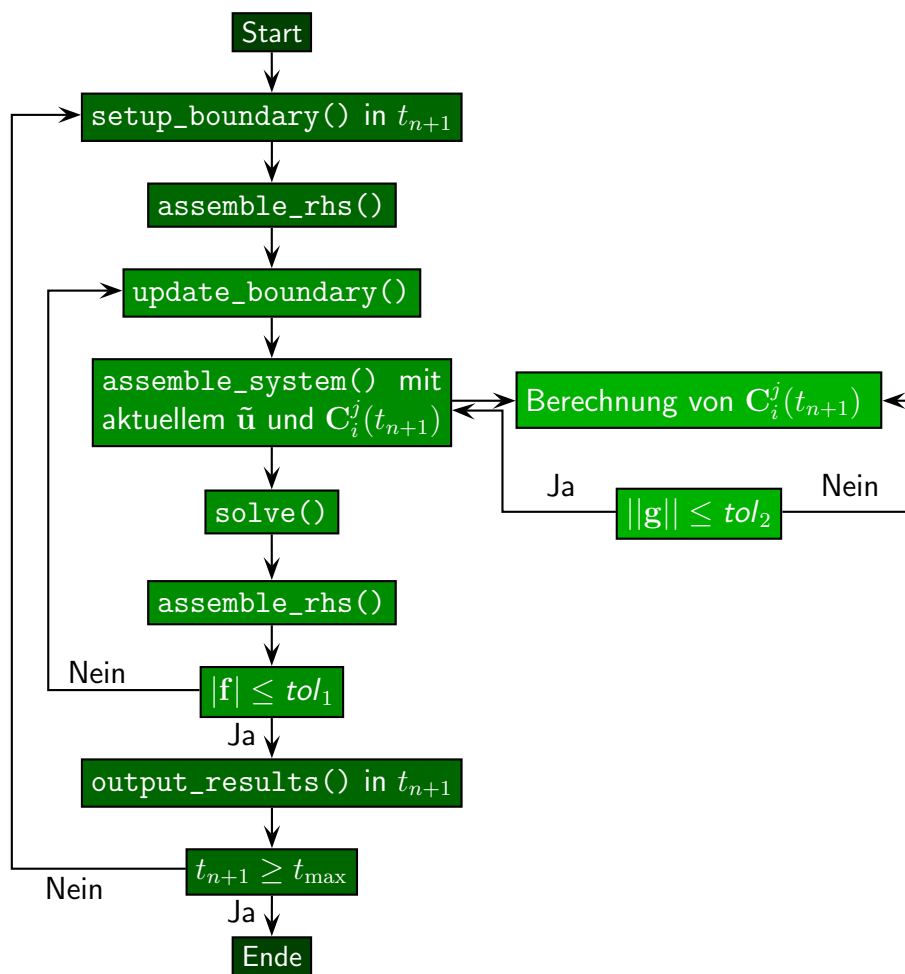 Start
setup_boundary() in $t_{n+1}$
assemble_rhs()
update_boundary()
assemble_system() mit
aktuellem $\tilde{\mathbf{u}}$ und $\mathbf{C}_i^j(t_{n+1})$
Berechnung von $\mathbf{C}_i^j(t_{n+1})$
Ja
$||\mathbf{g}|| \leq tol_2$
Nein
solve()
assemble_rhs()
Nein
$|\mathbf{f}| \leq tol_1$
Ja
output_results() in $t_{n+1}$
$t_{n+1} \geq t_{\max}$
Nein
Ja
Ende